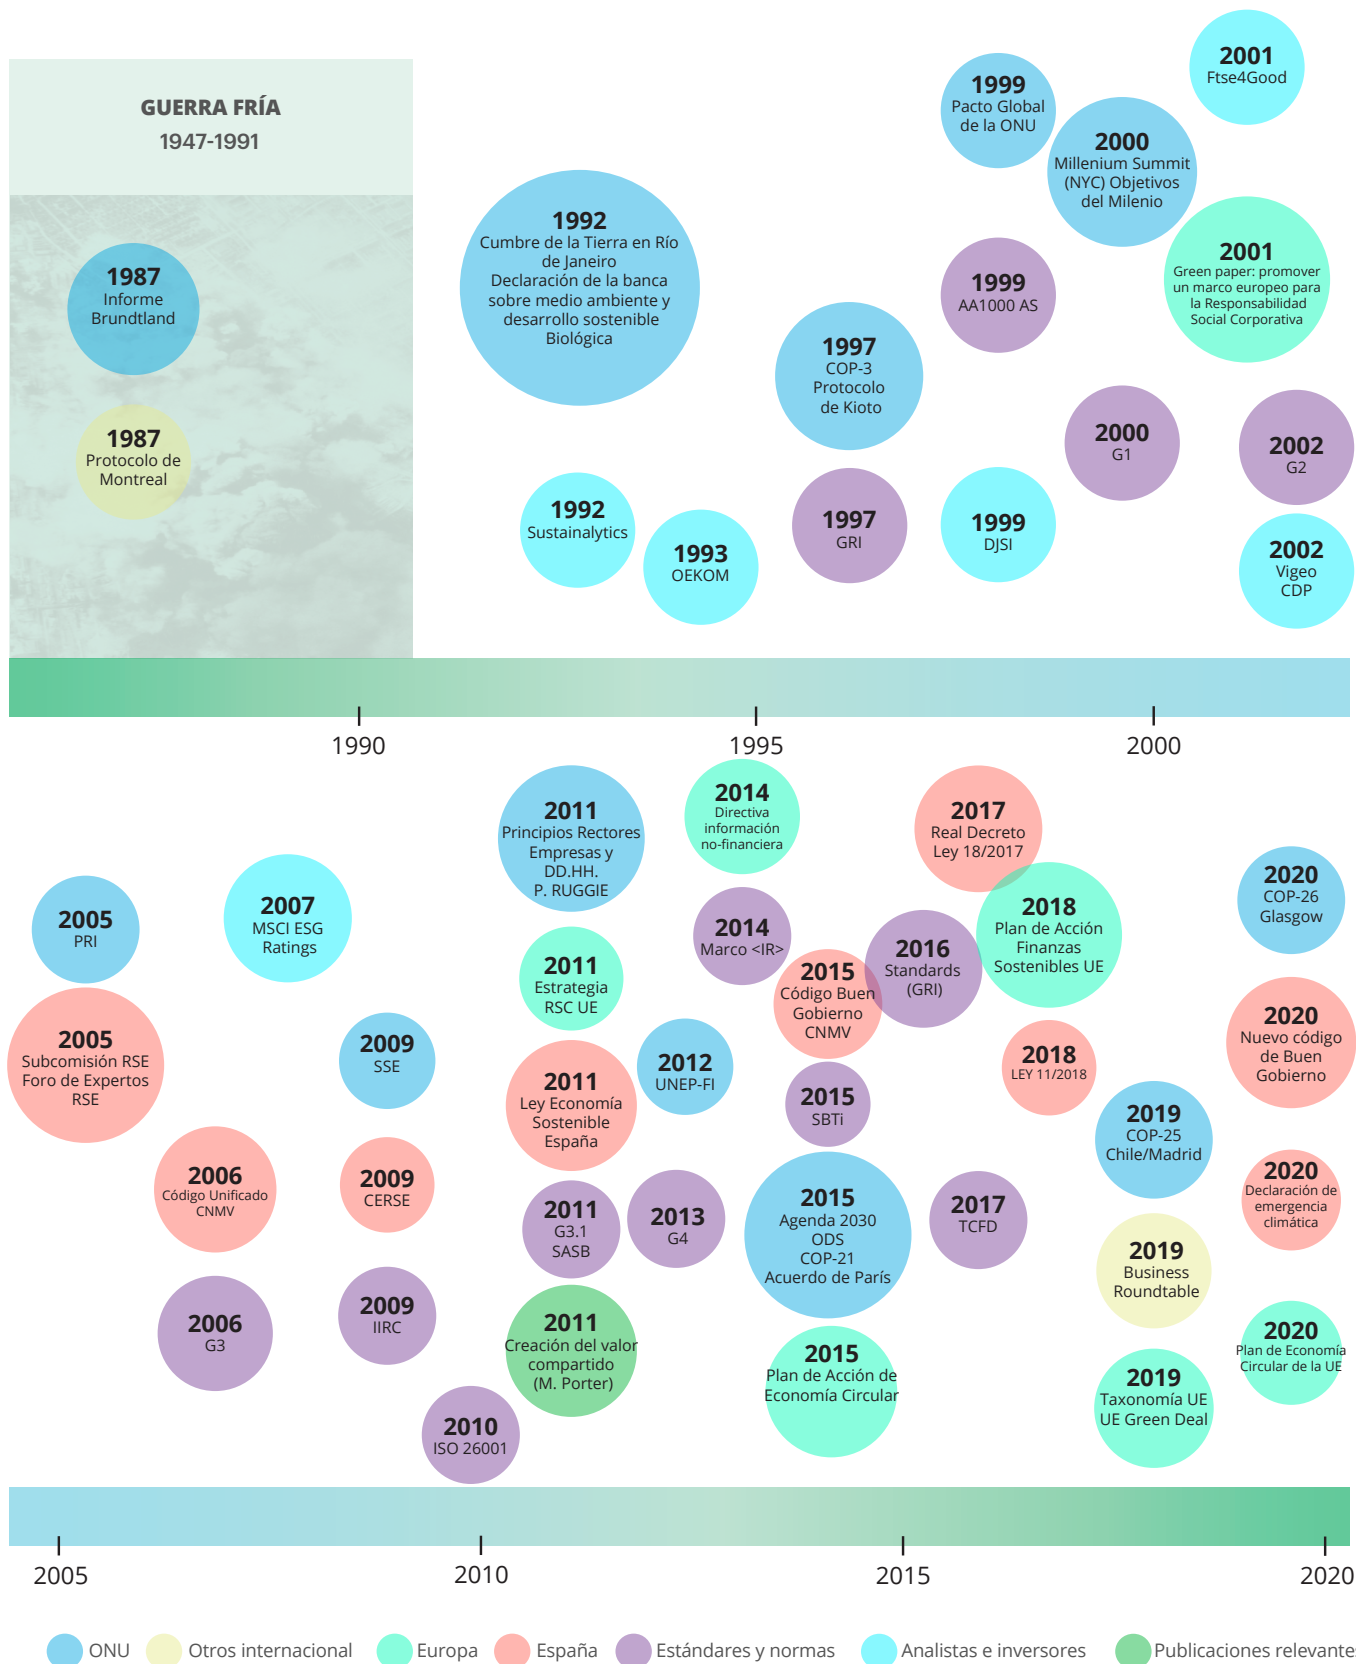 GUERRA FRÍA
1947-1991
1987
Informe
Brundtland
1987
Protocolo de
Montreal
1992
Cumbre de la Tierra en Río
de Janeiro
Declaración de la banca
sobre medio ambiente y
desarrollo sostenible
Biológica
1992
Sustainalytics
1993
OEKOM
1997
COP-3
Protocolo
de Kioto
1997
GRI
1999
Pacto Global
de la ONU
1999
AA1000 AS
1999
DJSI
2000
Millenium Summit
(NYC) Objetivos
del Milenio
2000
G1
2001
Ftse4Good
2001
Green paper: promover
un marco europeo para
la Responsabilidad
Social Corporativa
2002
G2
2002
Vigeo
CDP
1990
1995
2000
2005
PRI
2005
Subcomisión RSE
Foro de Expertos
RSE
2006
Código Unificado
CNMV
2006
G3
2007
MSCI ESG
Ratings
2009
SSE
2009
CERSE
2009
IIRC
2010
ISO 26001
2011
Principios Rectores
Empresas y
DD.HH.
P. RUGGIE
2011
Estrategia
RSC UE
2011
Ley Economía
Sostenible
España
2011
G3.1
SASB
2011
Creación del valor
compartido
(M. Porter)
2012
UNEP-FI
2013
G4
2014
Directiva
información
no-financiera
2014
Marco <IR>
2015
Código Buen
Gobierno
CNMV
2015
SBTi
2015
Agenda 2030
ODS
COP-21
Acuerdo de París
2015
Plan de Acción de
Economía Circular
2016
Standards
(GRI)
2017
Real Decreto
Ley 18/2017
2017
TCFD
2018
Plan de Acción
Finanzas
Sostenibles UE
2018
LEY 11/2018
2019
COP-25
Chile/Madrid
2019
Business
Roundtable
2019
Taxonomía UE
UE Green Deal
2020
COP-26
Glasgow
2020
Nuevo código
de Buen
Gobierno
2020
Declaración de
emergencia
climática
2020
Plan de Economía
Circular de la UE
2005
2010
2015
2020
ONU
Otros internacional
Europa
España
Estándares y normas
Analistas e inversores
Publicaciones relevantes